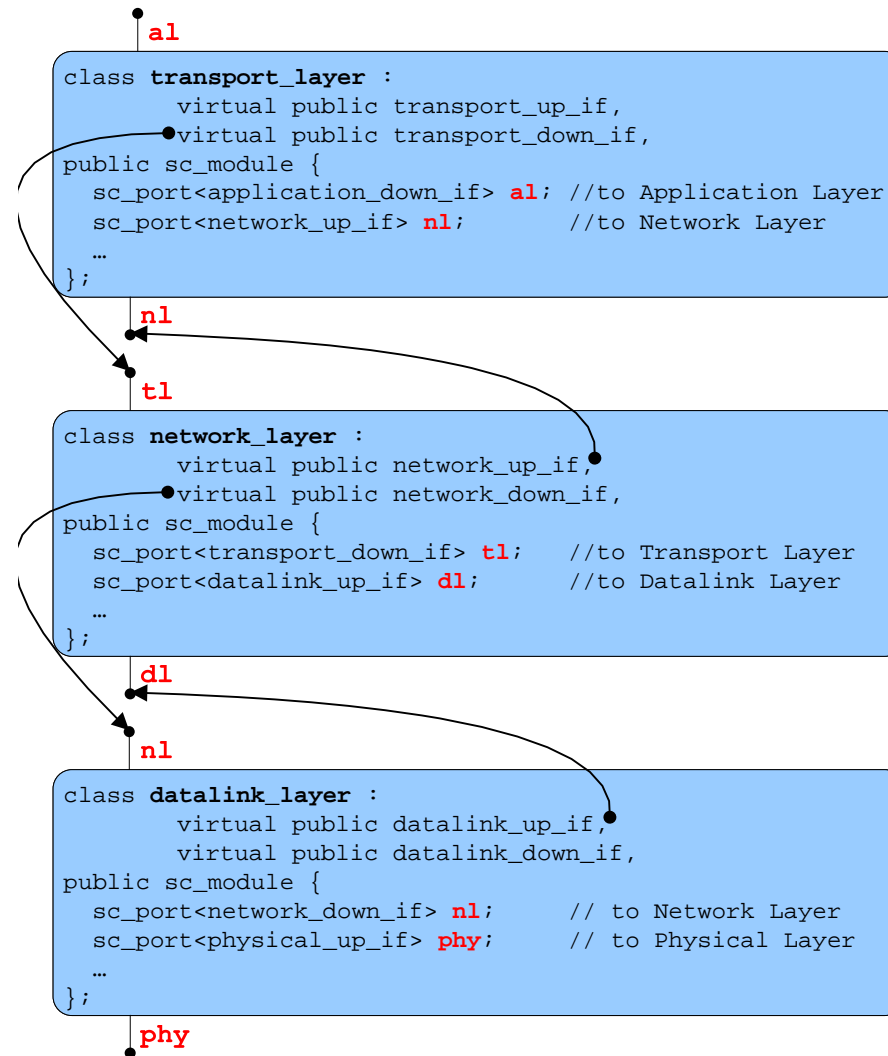 al
class transport_layer :
virtual public transport_up_if,
virtual public transport_down_if,
public sc_module {
sc_port<application_down_if> al; //to Application Layer
sc_port<network_up_if> nl; //to Network Layer
…
};
nl
tl
class network_layer :
virtual public network_up_if,
virtual public network_down_if,
public sc_module {
sc_port<transport_down_if> tl; //to Transport Layer
sc_port<datalink_up_if> dl; //to Datalink Layer
…
};
dl
nl
class datalink_layer :
virtual public datalink_up_if,
virtual public datalink_down_if,
public sc_module {
sc_port<network_down_if> nl; // to Network Layer
sc_port<physical_up_if> phy; // to Physical Layer
…
};
phy